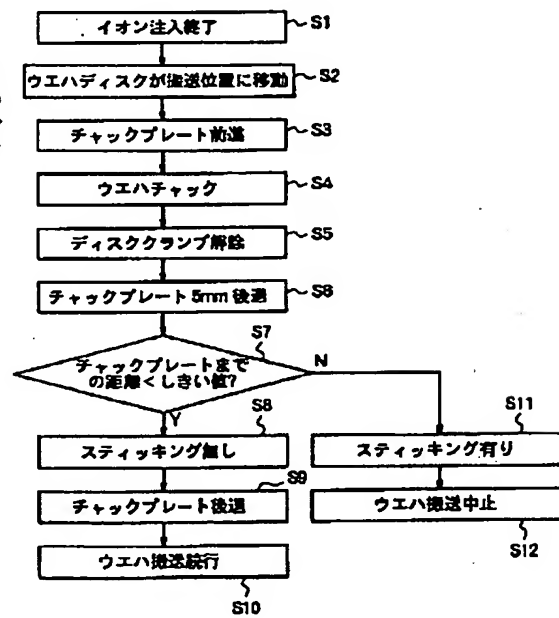 イオン注入終了
S1
ウエハディスクが搬送位置に移動
S2
チャックプレート前進
S3
ウエハチャック
S4
ディスククランプ解除
S5
チャックプレート5mm後退
S6
S7
チャックプレートまで
の距離<しきい値?
N
Y
S8
スティッキング無し
S9
チャックプレート後退
ウエハ搬送続行
S10
S11
スティッキング有り
ウエハ搬送中止
S12